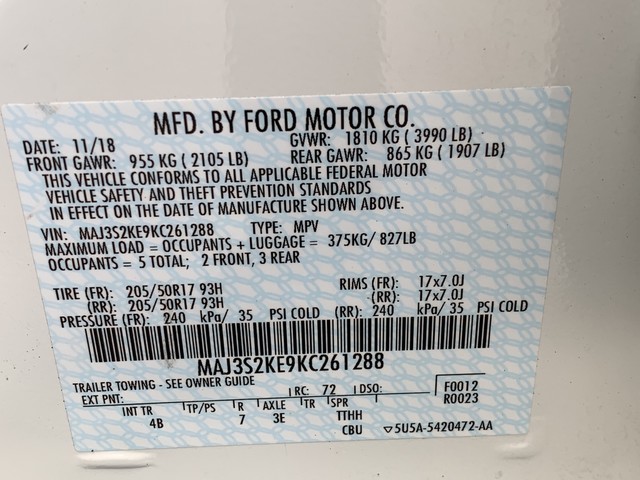 MFD. BY FORD MOTOR CO.
DATE: 11/18 GVWR: 1810 KG ( 3990 LB)
FRONT GAWR: 955 KG ( 2105 LB) REAR GAWR: 865 KG ( 1907 LB)
THIS VEHICLE CONFORMS TO ALL APPLICABLE FEDERAL MOTOR
VEHICLE SAFETY AND THEFT PREVENTION STANDARDS
IN EFFECT ON THE DATE OF MANUFACTURE SHOWN ABOVE.
VIN: MAJ3S2KE9KC261288 TYPE: MPV
MAXIMUM LOAD = OCCUPANTS + LUGGAGE = 375KG/ 827LB
OCCUPANTS = 5 TOTAL; 2 FRONT, 3 REAR
TIRE (FR): 205/50R17 93H RIMS (FR): 17x7.0J
(RR): 205/50R17 93H (RR): 17x7.0J
PRESSURE (FR): 240 kPa/ 35 PSI COLD (RR): 240 kPa/ 35 PSI COLD
MAJ3S2KE9KC261288
TRAILER TOWING - SEE OWNER GUIDE
EXT PNT: RC: 72 DSO: F0012
R0023
INT TR TP/PS R AXLE TR SPR
4B 7 3E TTHH
CBU ▽5U5A-5420472-AA